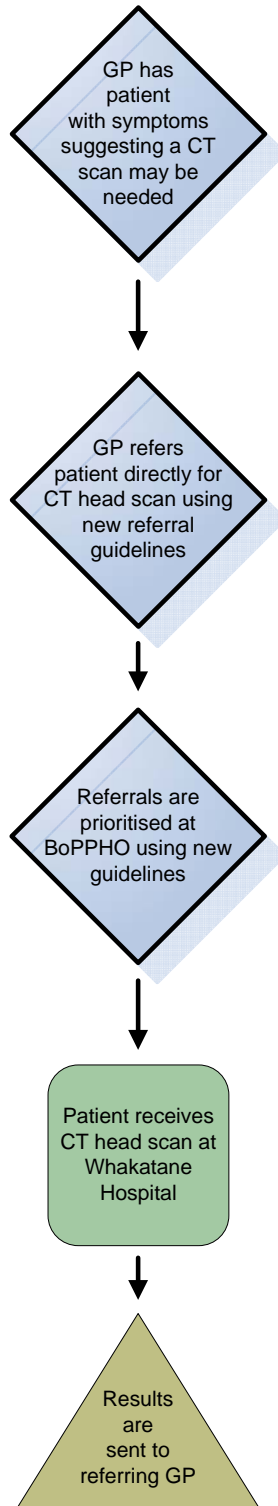 GP has
patient
with symptoms
suggesting a CT
scan may be
needed
GP refers
patient directly for
CT head scan using
new referral
guidelines
Referrals are
prioritised at
BoPPHO using new
guidelines
Patient receives
CT head scan at
Whakatane
Hospital
Results
are
sent to
referring GP